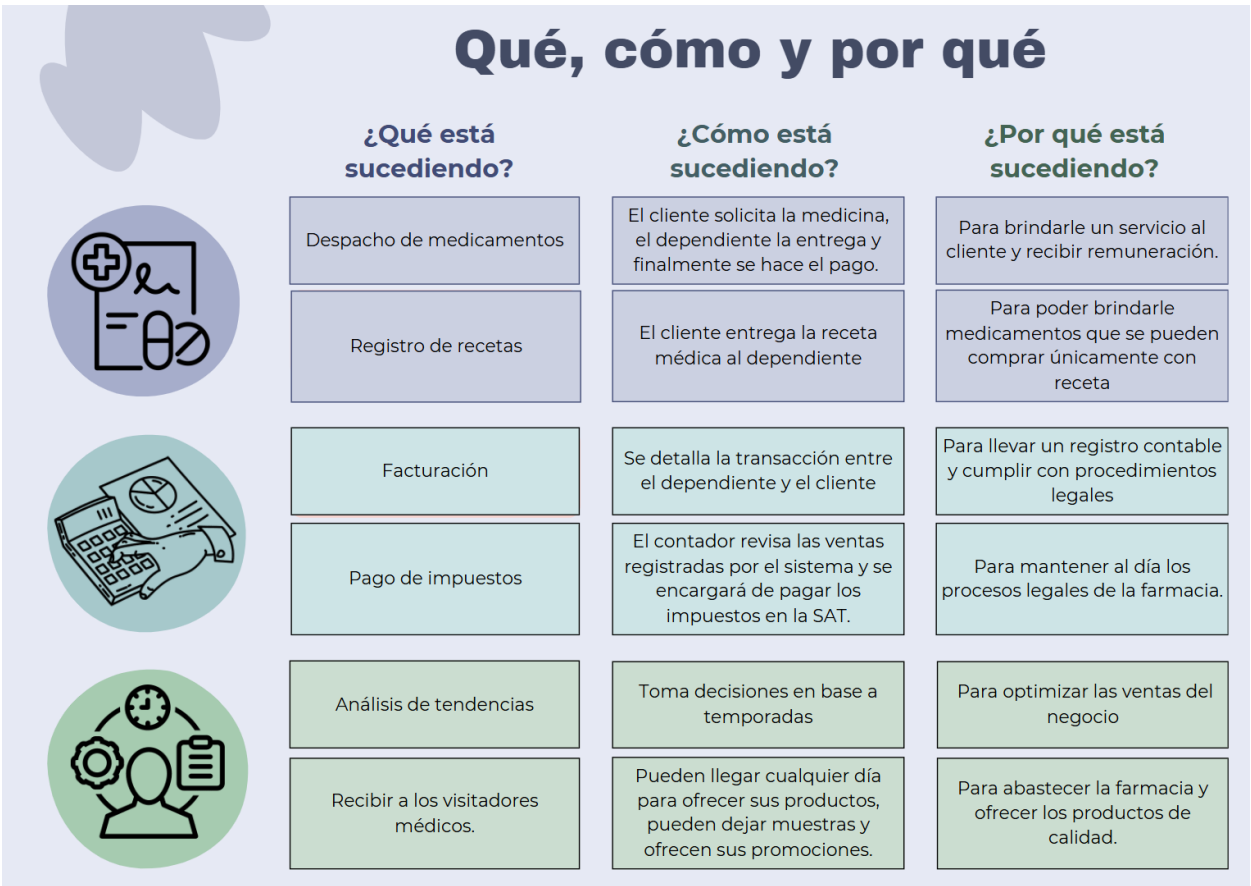 Qué, cómo y por qué
¿Qué está
sucediendo?
¿Cómo está
sucediendo?
¿Por qué está
sucediendo?
Despacho de medicamentos
El cliente solicita la medicina,
el dependiente la entrega y
finalmente se hace el pago.
Para brindarle un servicio al
cliente y recibir remuneración.
Registro de recetas
El cliente entrega la receta
médica al dependiente
Para poder brindarle
medicamentos que se pueden
comprar únicamente con
receta
Facturación
Se detalla la transacción entre
el dependiente y el cliente
Para llevar un registro contable
y cumplir con procedimientos
legales
Pago de impuestos
El contador revisa las ventas
registradas por el sistema y se
encargará de pagar los
impuestos en la SAT.
Para mantener al día los
procesos legales de la farmacia.
Análisis de tendencias
Toma decisiones en base a
temporadas
Para optimizar las ventas del
negocio
Recibir a los visitadores
médicos.
Pueden llegar cualquier día
para ofrecer sus productos,
pueden dejar muestras y
ofrecen sus promociones.
Para abastecer la farmacia y
ofrecer los productos de
calidad.